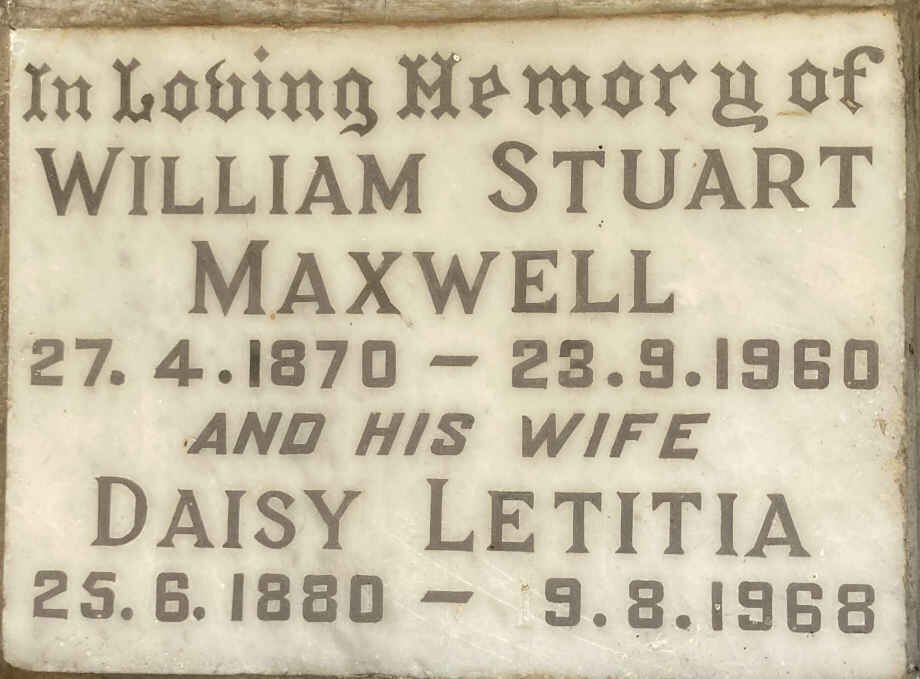 In Loving Memory of
WILLIAM STUART
MAXWELL
27.4.1870 – 23.9.1960
AND HIS WIFE
DAISY LETITIA
25.6.1880 – 9.8.1968